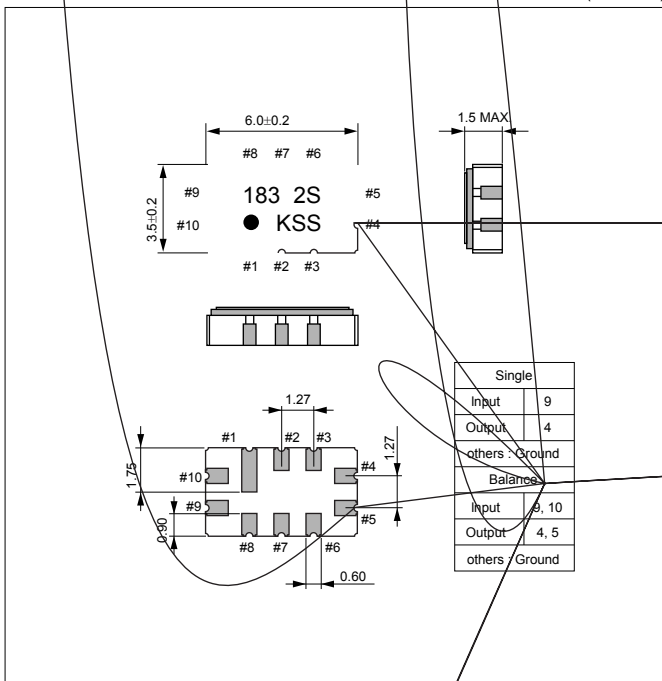 6.0±0.2
1.5 MAX.
#8 #7 #6
#9
183 2S
#5
3.5±0.2
#10
KSS
#4
#1 #2 #3
1.27
#1 #2 #3
1.75
1.27
#10
#4
#9
#5
0.90
#8 #7 #6
0.60
Single
Input 9
Output 4
others : Ground
Balance
Input 9, 10
Output 4, 5
others : Ground